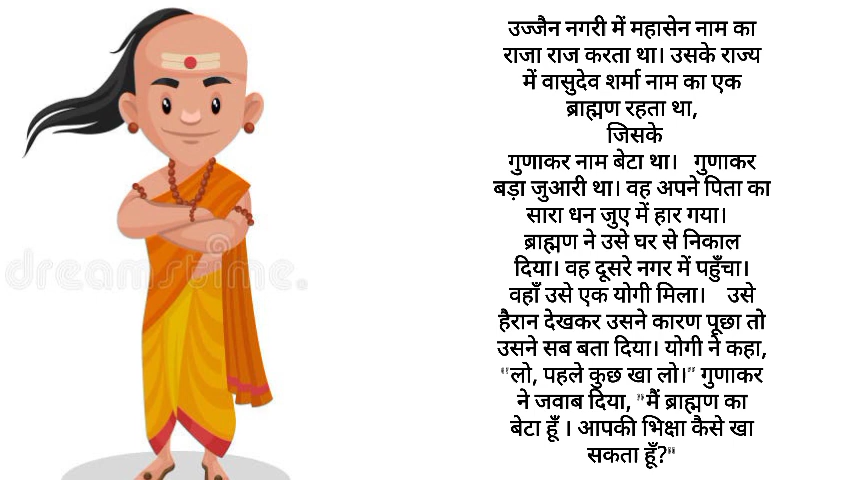 उज्जैन नगरी में महासेन नाम का
राजा राज करता था। उसके राज्य
में वासुदेव शर्मा नाम का एक
ब्राह्मण रहता था,
जिसके
गुणाकर नाम बेटा था। गुणाकर
बड़ा जुआरी था। वह अपने पिता का
सारा धन जुए में हार गया।
ब्राह्मण ने उसे घर से निकाल
दिया। वह दूसरे नगर में पहुँचा।
वहाँ उसे एक योगी मिला। उसे
हैरान देखकर उसने कारण पूछा तो
उसने सब बता दिया। योगी ने कहा,
"लो, पहले कुछ खा लो।" गुणाकर
ने जवाब दिया, "मैं ब्राह्मण का
बेटा हूँ । आपकी भिक्षा कैसे खा
सकता हूँ?"
dreamstime.